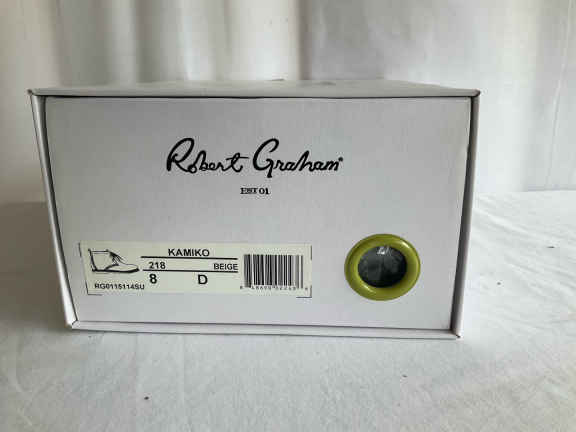 Robert Graham®
EST 01
KAMIKO
218 BEIGE
8 D
RG0115114SU